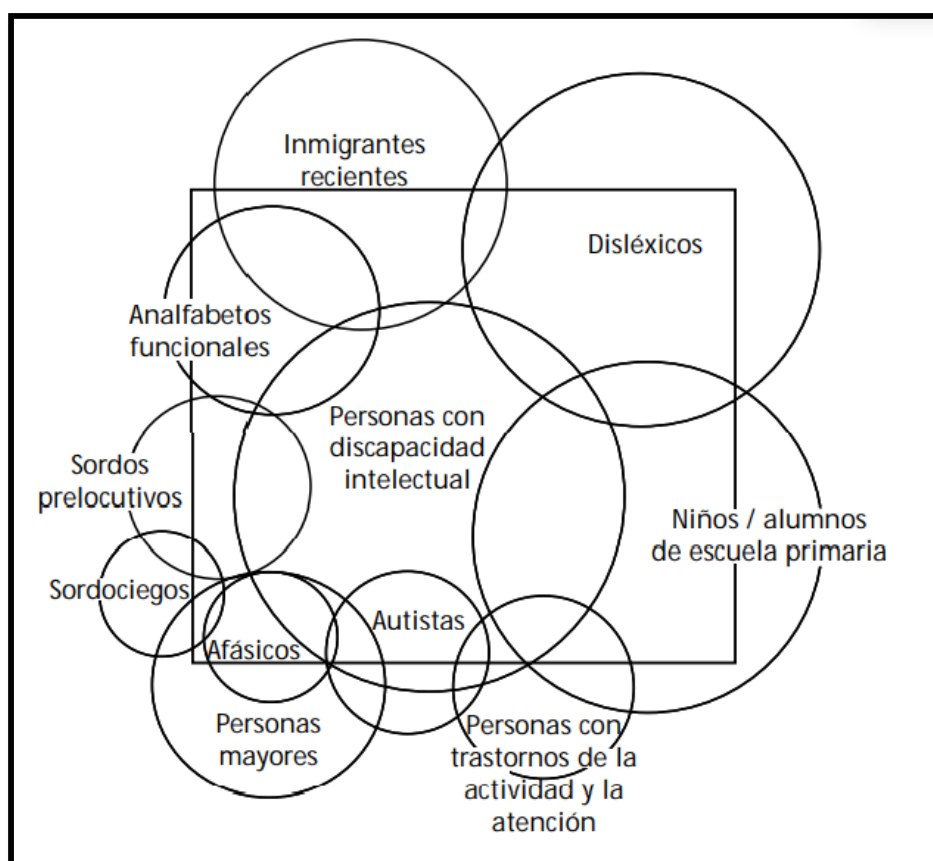 Inmigrantes
recientes
Disléxicos
Analfabetos
funcionales
Personas con
discapacidad
intelectual
Sordos
prelocutivos
Niños / alumnos
de escuela primaria
Sordociegos
Autistas
Afásicos
Personas
mayores
Personas con
trastornos de la
actividad y la
atención